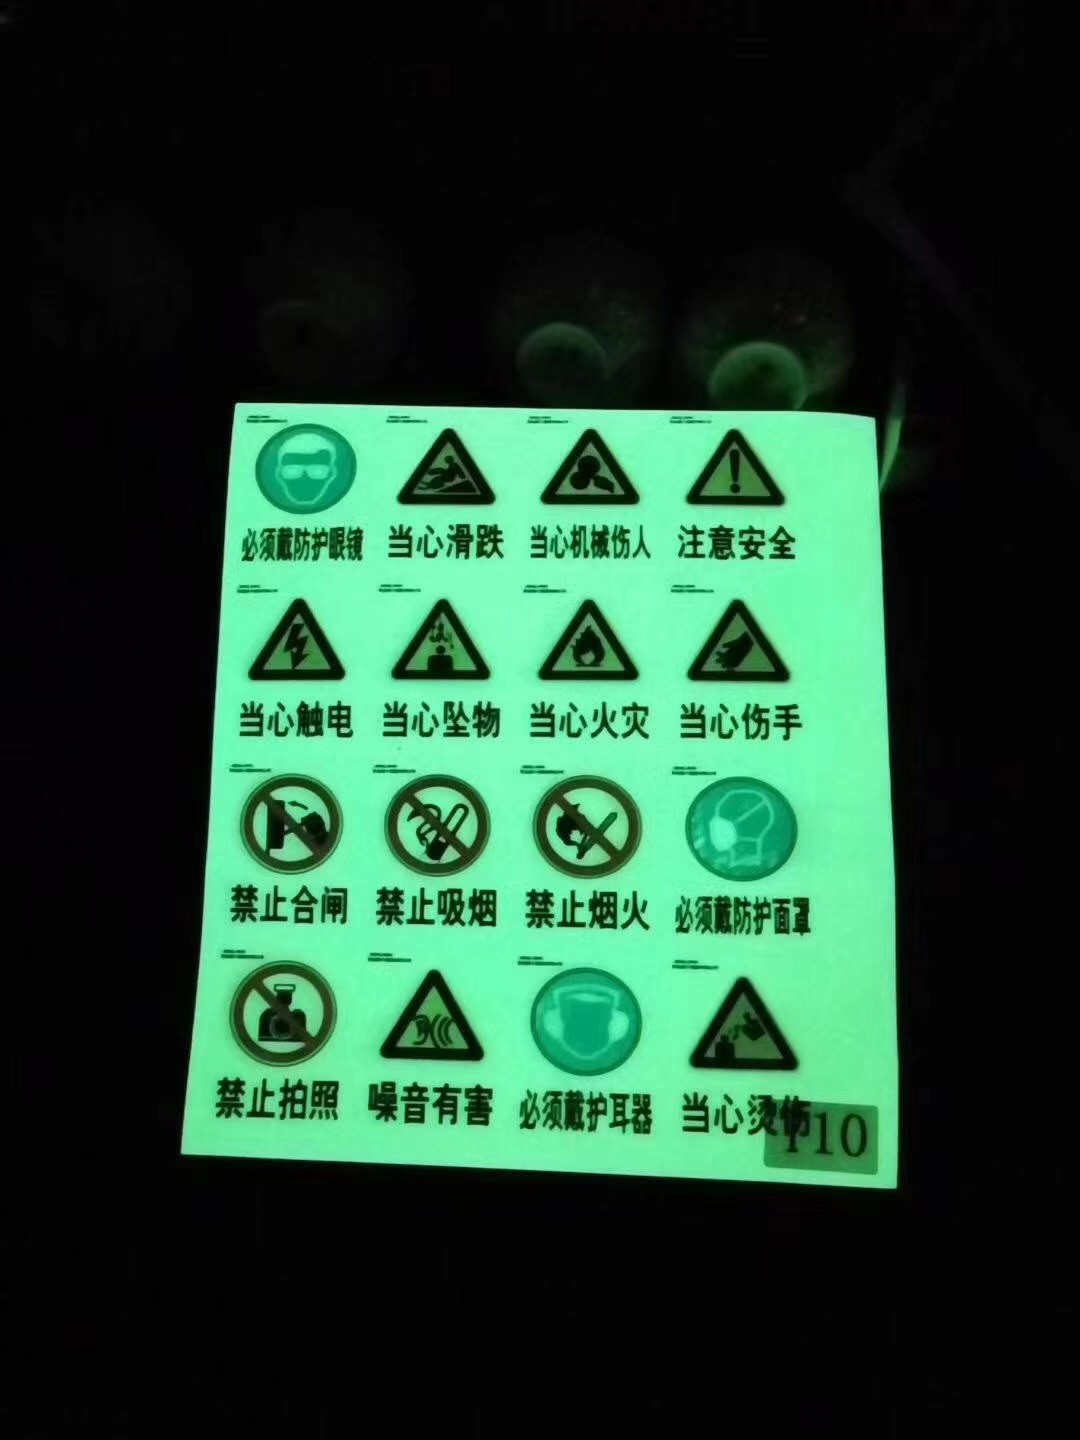 必须戴防护眼镜 当心滑跌 当心机械伤人 注意安全
当心触电 当心坠物 当心火灾 当心伤手
禁止合闸 禁止吸烟 禁止烟火 必须戴防护面罩
禁止拍照 噪音有害 必须戴护耳器 当心烫伤
110